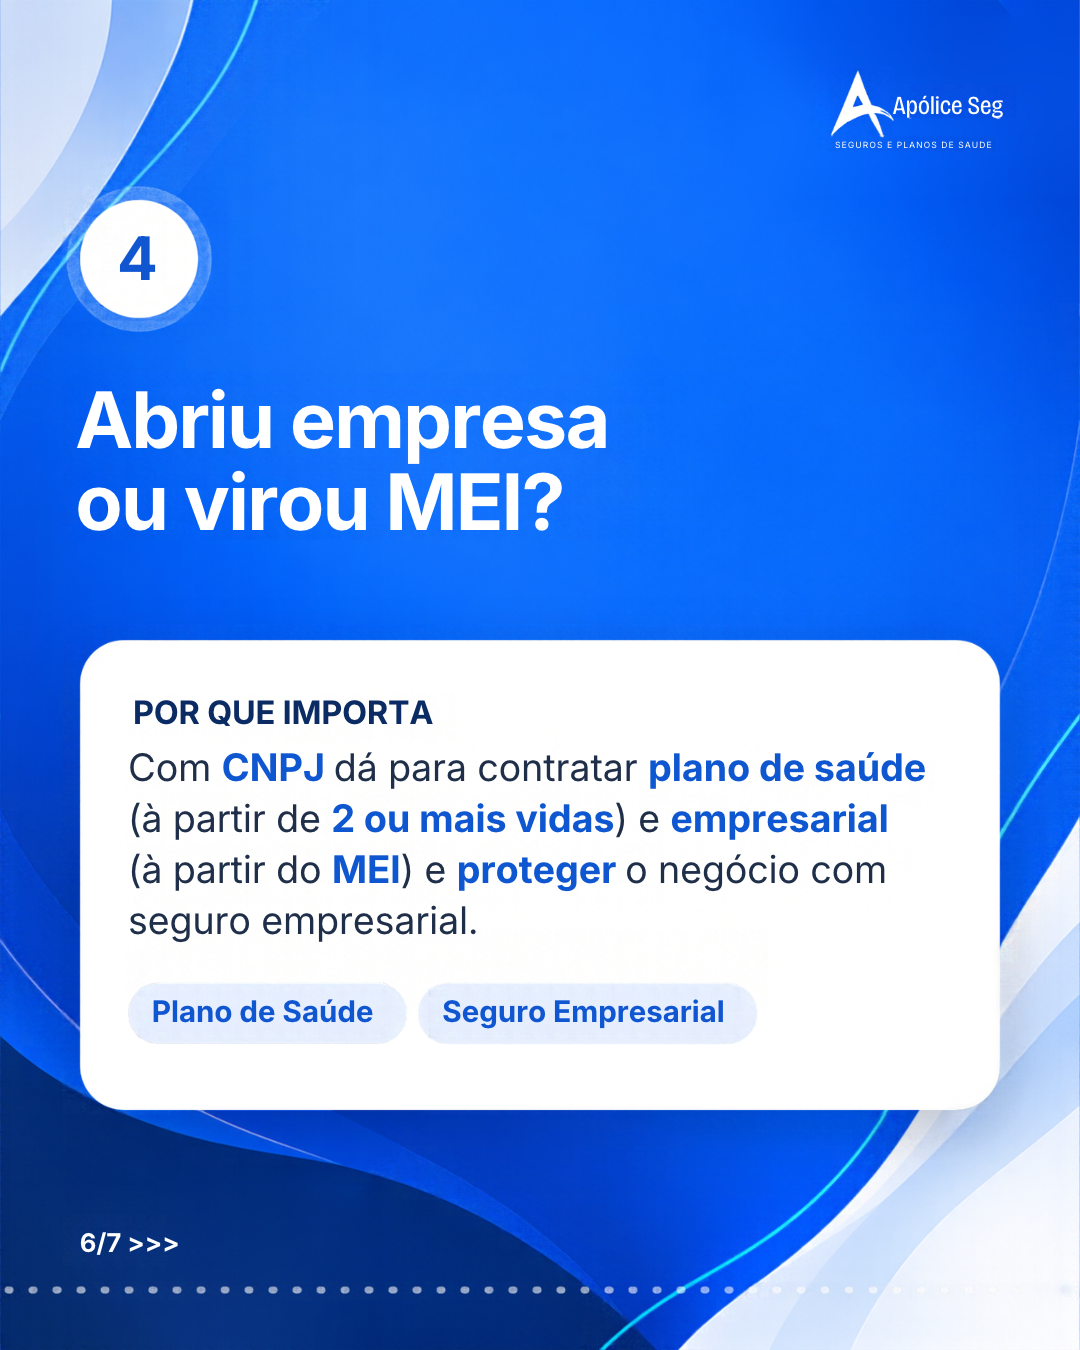 Apólice Seg
SEGUROS E PLANOS DE SAUDE
4
Abriu empresa
ou virou MEI?
POR QUE IMPORTA
Com CNPJ dá para contratar plano de saúde
(à partir de 2 ou mais vidas) e empresarial
(à partir do MEI) e proteger o negócio com
seguro empresarial.
Plano de Saúde
Seguro Empresarial
6/7 >>>